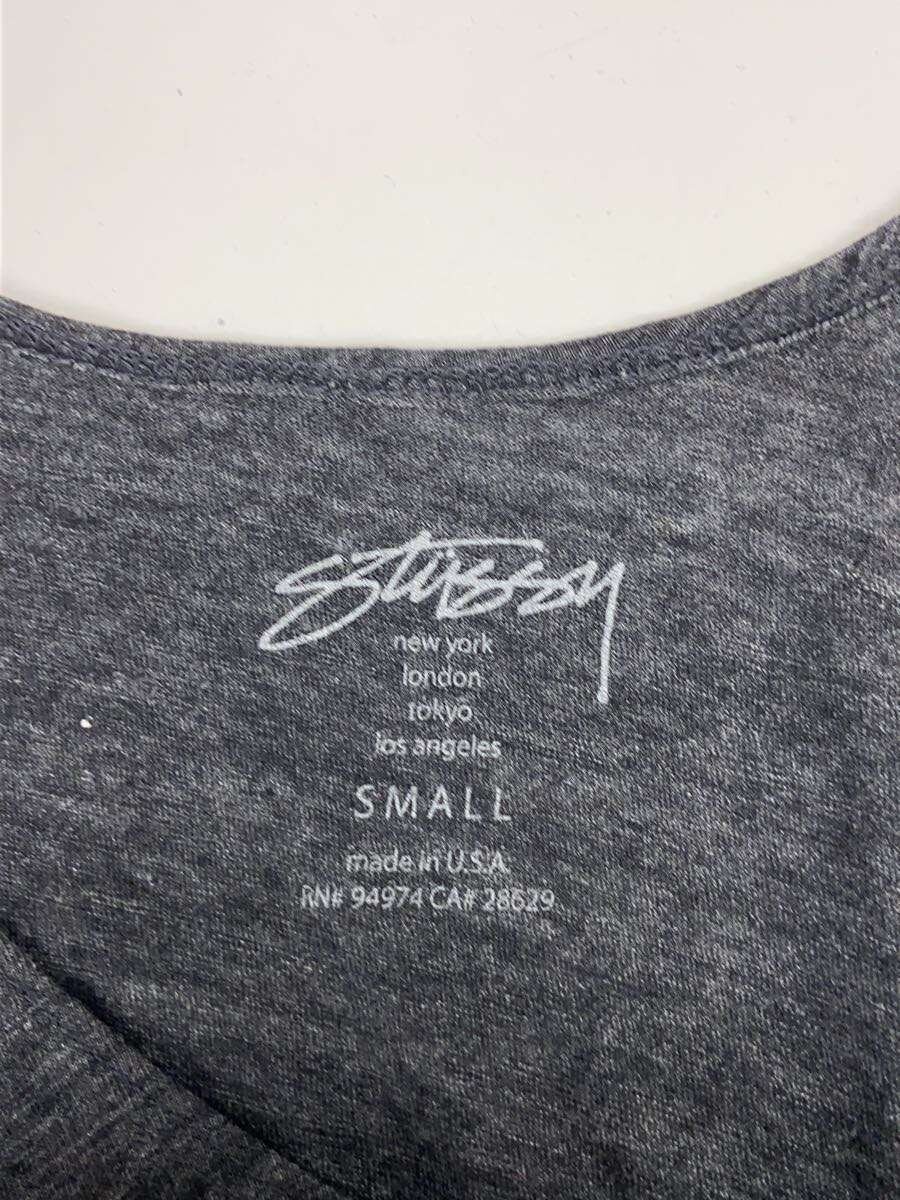 stüssy
new york
london
tokyo
los angeles
SMALL
made in U.S.A.
RN# 94974 CA# 28629